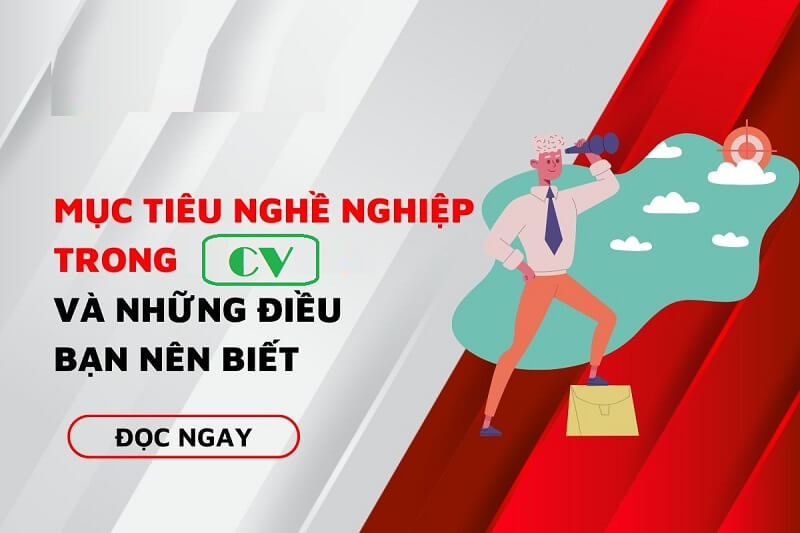 MỤC TIÊU NGHỀ NGHIỆP
TRONG CV
VÀ NHỮNG ĐIỀU
BẠN NÊN BIẾT
ĐỌC NGAY